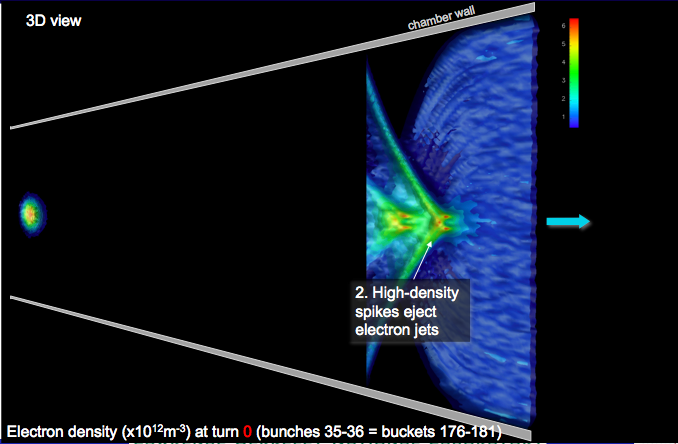 3D view
chamber wall
6
5
4
3
2
1
2. High-density
spikes eject
electron jets
Electron density (x10¹²m⁻³) at turn 0 (bunches 35-36 = buckets 176-181)